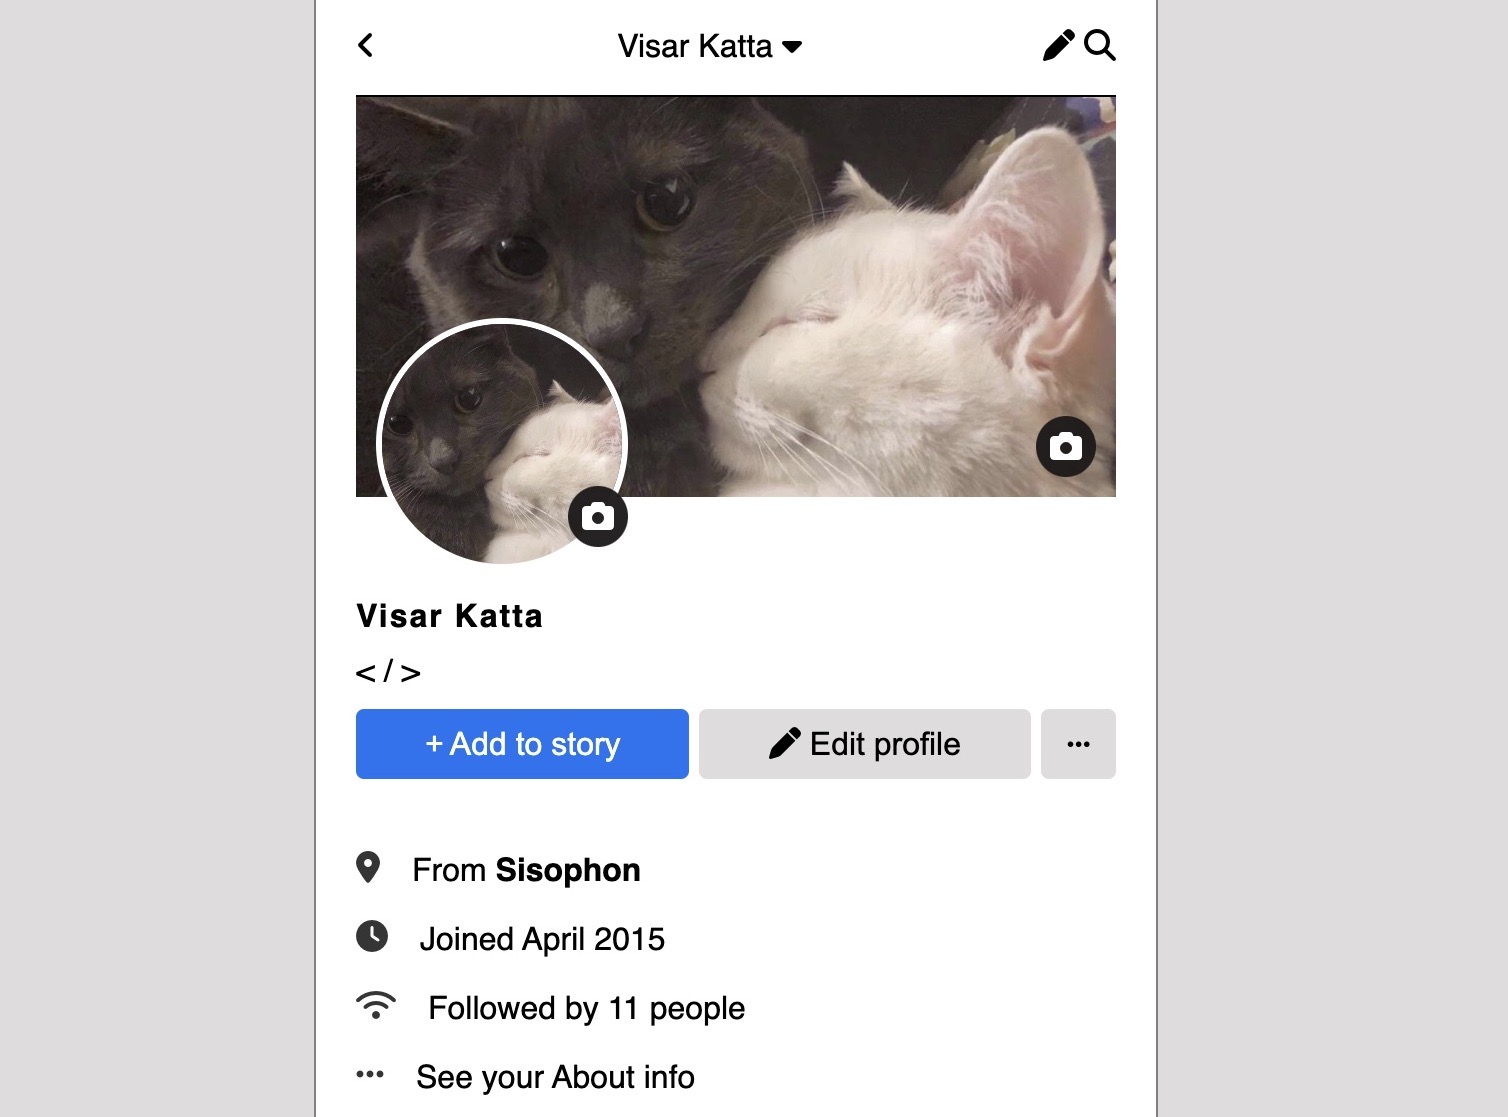 Visar Katta
Visar Katta
</>
+ Add to story
Edit profile
From Sisophon
Joined April 2015
Followed by 11 people
See your About info